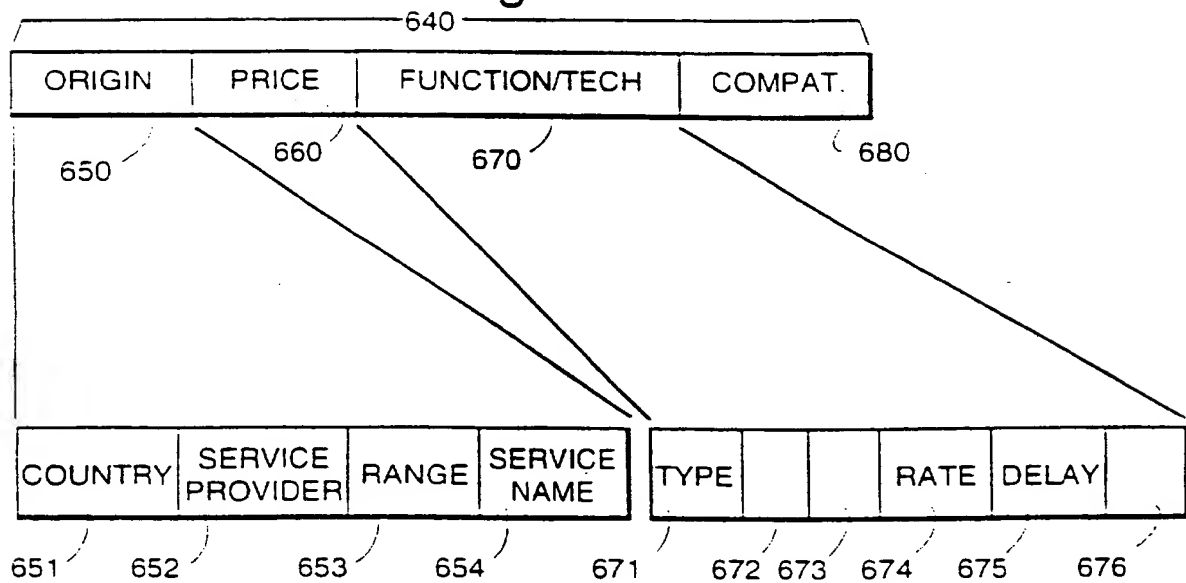 640
ORIGIN PRICE FUNCTION/TECH COMPAT.
650 660 670 680
COUNTRY SERVICE PROVIDER RANGE SERVICE NAME TYPE RATE DELAY
651 652 653 654 671 672 673 674 675 676